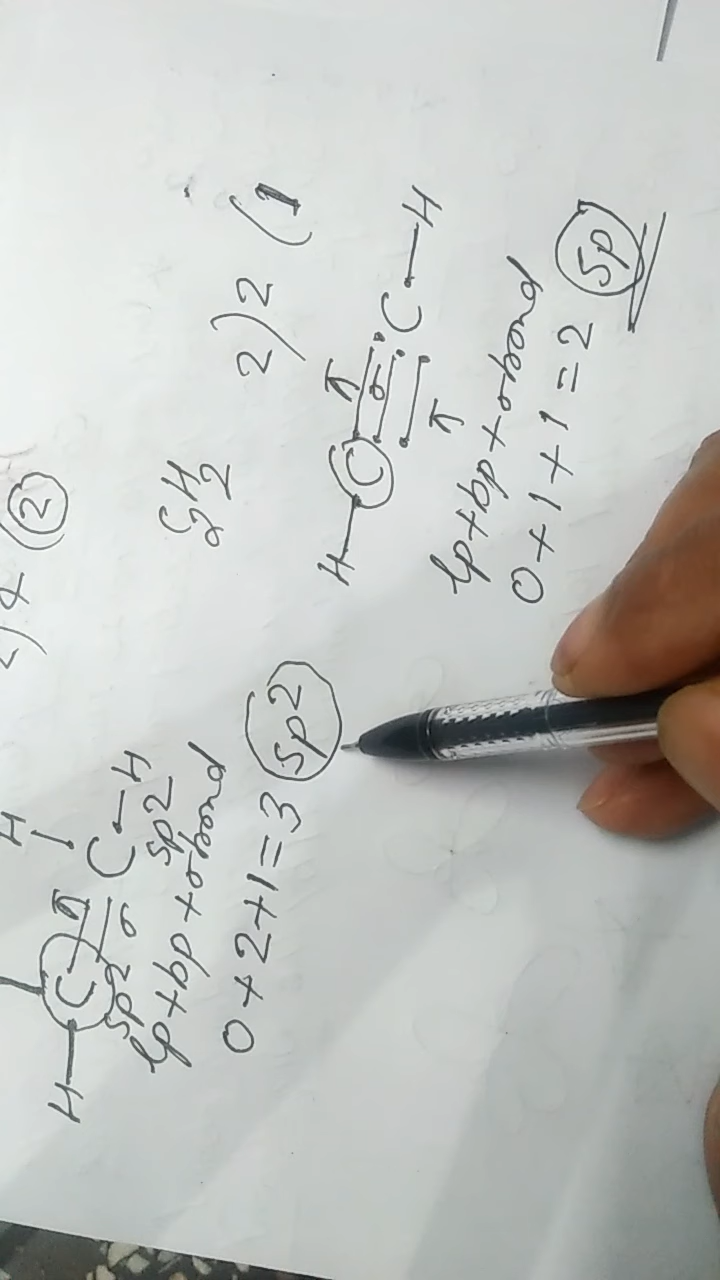 2) 4 (2)
H H
H—C=C—H
π
σ
sp2 sp2
lp+bp+σbond
0+2+1=3 sp2
C2H2
2) 2 (1
π
H—C≡C—H
σ
π
lp+bp+σbond
0+1+1=2 sp